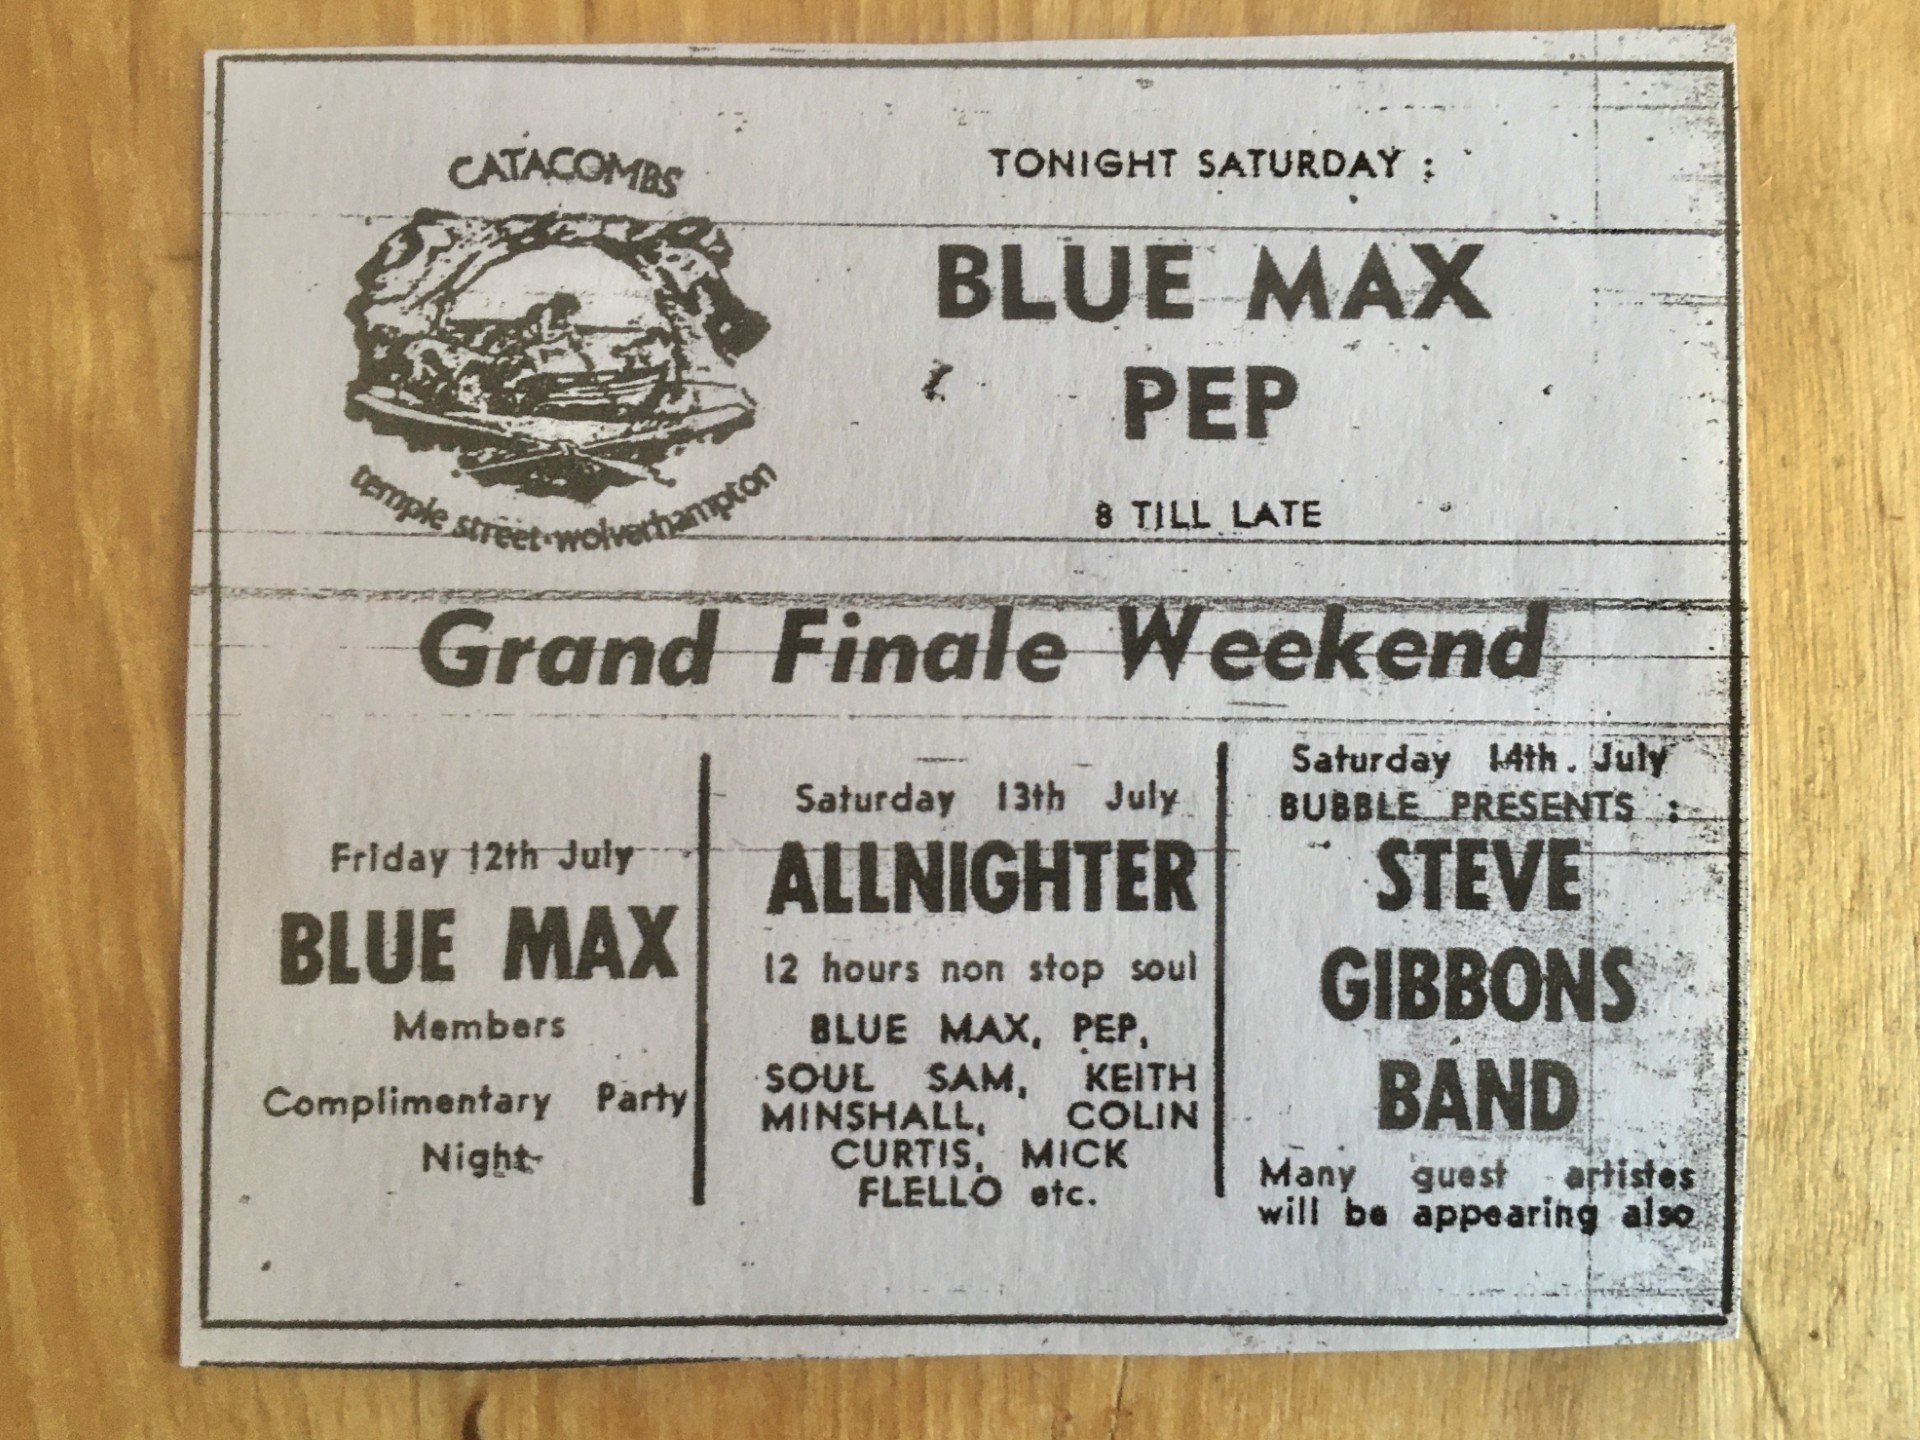 CATACOMBS
temple street·wolverhampton
TONIGHT SATURDAY :
BLUE MAX
PEP
8 TILL LATE
Grand Finale Weekend
Friday 12th July
BLUE MAX
Members
Complimentary Party
Night
Saturday 13th July
ALLNIGHTER
12 hours non stop soul
BLUE MAX, PEP,
SOUL SAM, KEITH
MINSHALL, COLIN
CURTIS, MICK
FLELLO etc.
Saturday 14th. July
BUBBLE PRESENTS :
STEVE
GIBBONS
BAND
Many guest artistes
will be appearing also